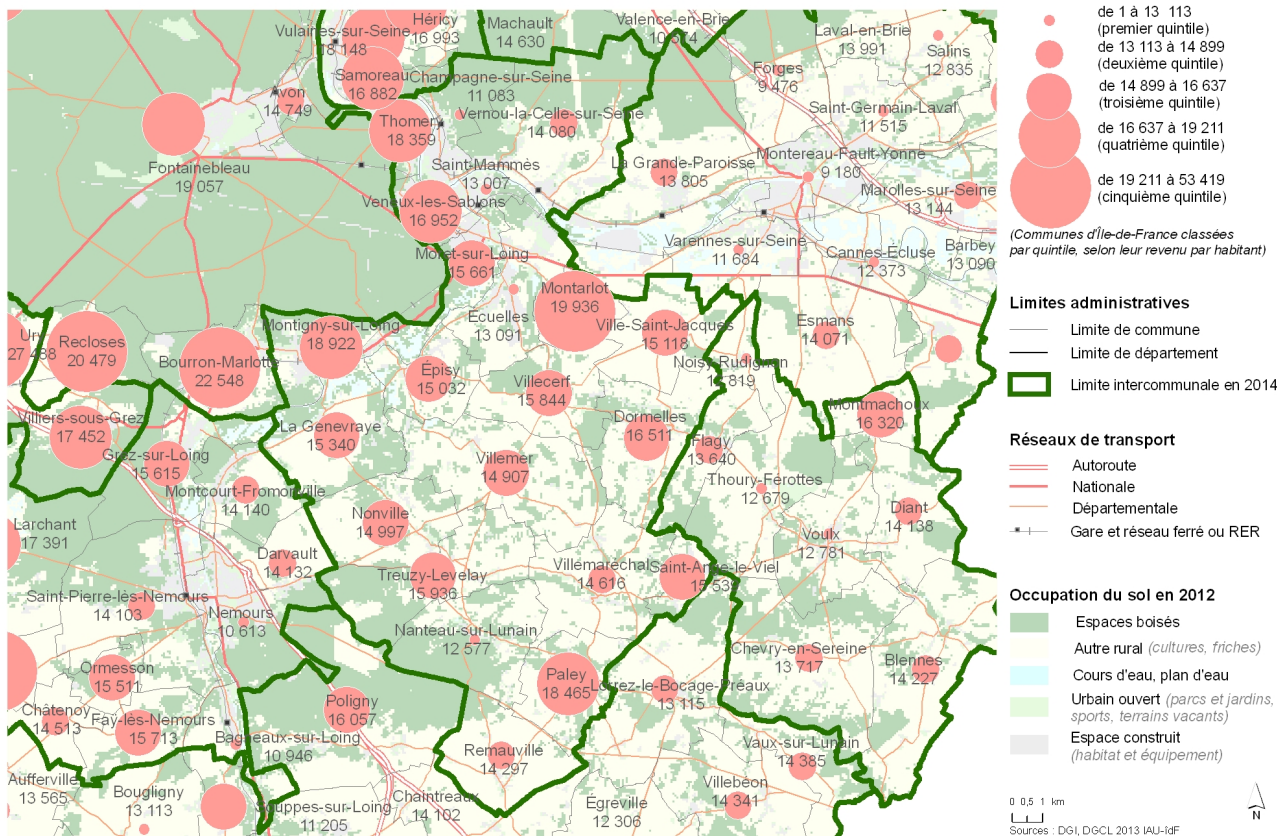 Vulaines-sur-Seine
18 148
Héricy
16 993
Machault
14 630
Valence-en-Brie
Laval-en-Brie
13 991
Salins
12 835
Forges
9 476
Samoreau
16 882
Champagne-sur-Seine
11 083
Avon
14 749
Thomery
18 359
Vernou-la-Celle-sur-Seine
14 080
Saint-Germain-Laval
11 515
Fontainebleau
19 057
Saint-Mammès
13 007
La Grande-Paroisse
13 805
Montereau-Fault-Yonne
9 180
Marolles-sur-Seine
13 144
Veneux-les-Sablons
16 952
Varennes-sur-Seine
11 684
Cannes-Ecluse
12 373
Barbey
13 090
Moret-sur-Loing
15 661
Montarlot
19 936
Ecuelles
13 091
Ville-Saint-Jacques
15 118
Esmans
14 071
Ury
27 488
Recloses
20 479
Bourron-Marlotte
22 548
Montigny-sur-Loing
18 922
Épisy
15 032
Villecerf
15 844
Noisy-Rudignon
Villiers-sous-Grez
17 452
Grez-sur-Loing
15 615
La Genevraye
15 340
Dormelles
16 511
Montmachoux
16 320
Flagy
13 640
Villemer
14 907
Thoury-Férottes
12 679
Montcourt-Fromonville
14 140
Nonville
14 997
Diant
14 138
Larchant
17 391
Voulx
12 781
Darvault
14 132
Treuzy-Levelay
15 936
Villemaréchal
14 616
Saint-Ange-le-Viel
15 539
Saint-Pierre-lès-Nemours
14 103
Nemours
10 613
Nanteau-sur-Lunain
12 577
Chevry-en-Sereine
13 717
Blennes
14 227
Ormesson
15 511
Paley
18 465
Lorrez-le-Bocage-Préaux
13 115
Poligny
16 057
Châtenoy
14 513
Faÿ-lès-Nemours
15 713
Bagneaux-sur-Loing
10 946
Remauville
14 297
Vaux-sur-Lunain
14 385
Aufferville
13 565
Bougligny
13 113
Souppes-sur-Loing
11 205
Chaintreaux
14 102
Egréville
12 306
Villebéon
14 341
de 1 à 13 113
(premier quintile)
de 13 113 à 14 899
(deuxième quintile)
de 14 899 à 16 637
(troisième quintile)
de 16 637 à 19 211
(quatrième quintile)
de 19 211 à 53 419
(cinquième quintile)
(Communes d'Île-de-France classées
par quintile, selon leur revenu par habitant)
Limites administratives
Limite de commune
Limite de département
Limite intercommunale en 2014
Réseaux de transport
Autoroute
Nationale
Départementale
Gare et réseau ferré ou RER
Occupation du sol en 2012
Espaces boisés
Autre rural (cultures, friches)
Cours d'eau, plan d'eau
Urbain ouvert (parcs et jardins,
sports, terrains vacants)
Espace construit
(habitat et équipement)
0 0,5 1 km
N
Sources : DGI, DGCL 2013 IAU-îdF